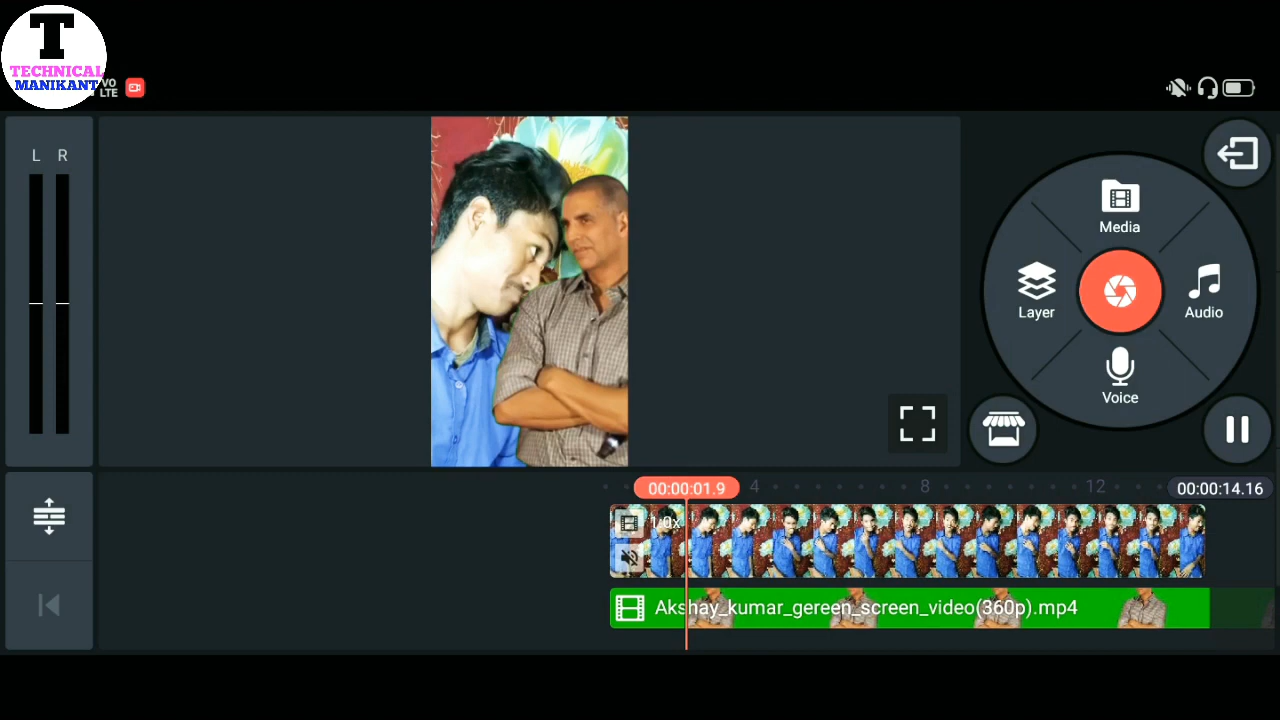 T
TECHNICAL
MANIKANT
VO
LTE
L R
Media
Layer
Audio
Voice
00:00:01.9
4
8
12
00:00:14.16
1.0x
Akshay_kumar_gereen_screen_video(360p).mp4